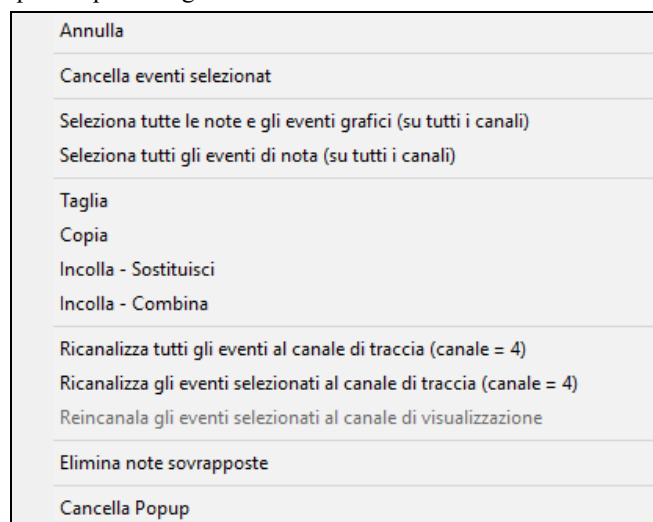 Annulla
Cancella eventi selezionat
Seleziona tutte le note e gli eventi grafici (su tutti i canali)
Seleziona tutti gli eventi di nota (su tutti i canali)
Taglia
Copia
Incolla - Sostituisci
Incolla - Combina
Ricanalizza tutti gli eventi al canale di traccia (canale = 4)
Ricanalizza gli eventi selezionati al canale di traccia (canale = 4)
Reincanala gli eventi selezionati al canale di visualizzazione
Elimina note sovrapposte
Cancella Popup